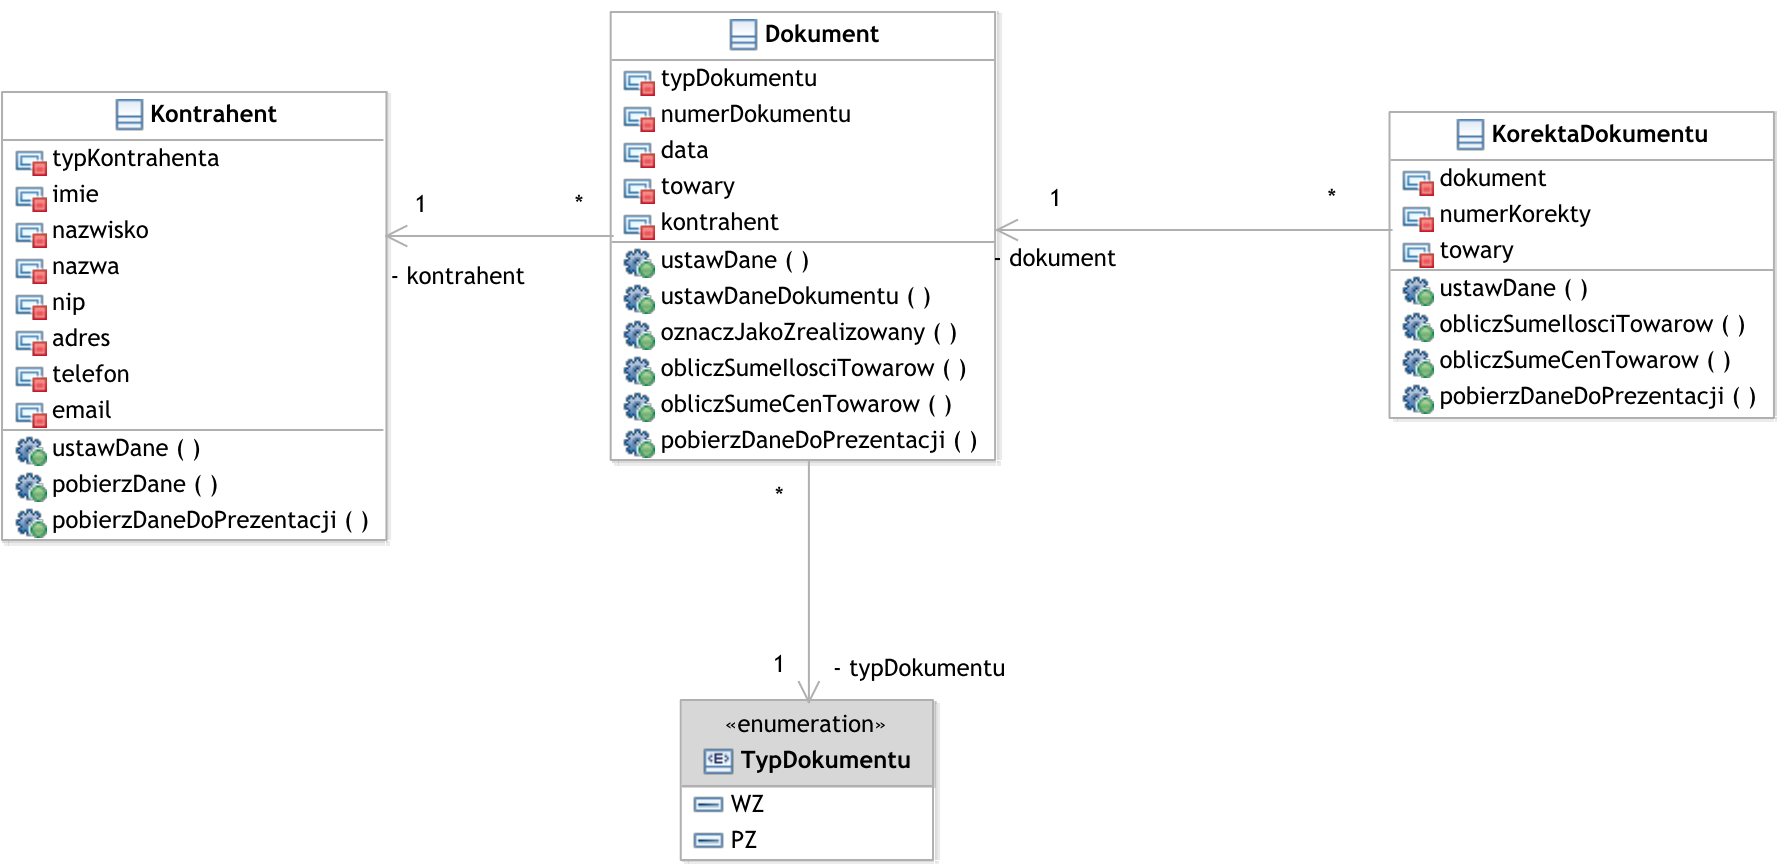 Kontrahent
typKontrahenta
imie
nazwisko
nazwa
nip
adres
telefon
email
ustawDane ( )
pobierzDane ( )
pobierzDaneDoPrezentacji ( )
1
*
- kontrahent
Dokument
typDokumentu
numerDokumentu
data
towary
kontrahent
ustawDane ( )
ustawDaneDokumentu ( )
oznaczJakoZrealizowany ( )
obliczSumeIlosciTowarow ( )
obliczSumeCenTowarow ( )
pobierzDaneDoPrezentacji ( )
1
*
- dokument
KorektaDokumentu
dokument
numerKorekty
towary
ustawDane ( )
obliczSumeIlosciTowarow ( )
obliczSumeCenTowarow ( )
pobierzDaneDoPrezentacji ( )
*
1
- typDokumentu
«enumeration»
<E> TypDokumentu
WZ
PZ